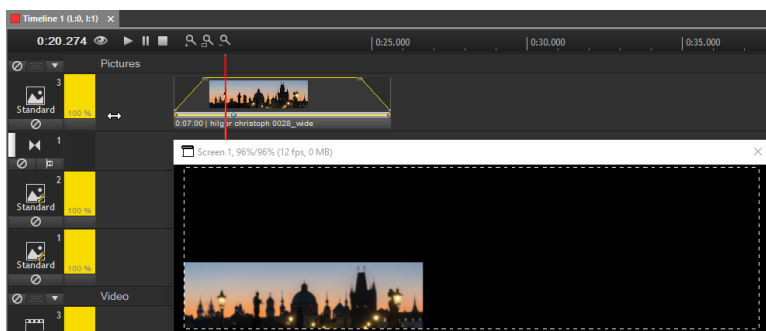 Timeline 1 (L:0, I:1)
0:20.274
0:25.000
0:30.000
0:35.000
Pictures
3
Standard
100 %
0:07.00 | hilger christoph 0028_wide
1
Screen 1, 96%/96% (12 fps, 0 MB)
2
Standard
100 %
1
Standard
100 %
Video
3